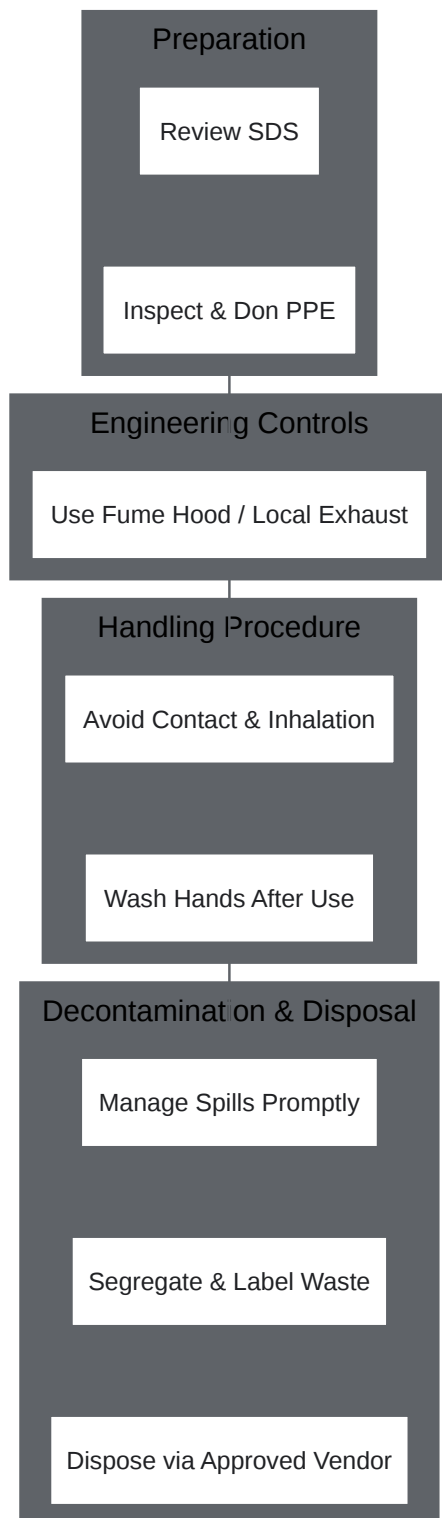 Preparation
Review SDS
Inspect & Don PPE
Engineering Controls
Use Fume Hood / Local Exhaust
Handling Procedure
Avoid Contact & Inhalation
Wash Hands After Use
Decontamination & Disposal
Manage Spills Promptly
Segregate & Label Waste
Dispose via Approved Vendor